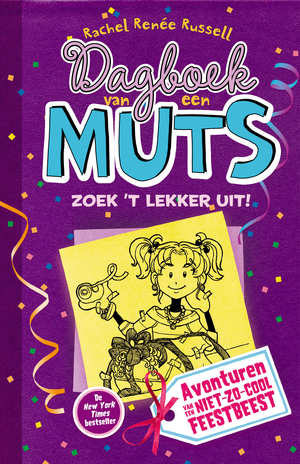 Rachel Renée Russell
Dagboek
van een
MUTS
ZOEK 'T LEKKER UIT!
De
New York
Times
bestseller
Avonturen
VAN EEN
NIET-ZO-COOL
FEESTBEEST